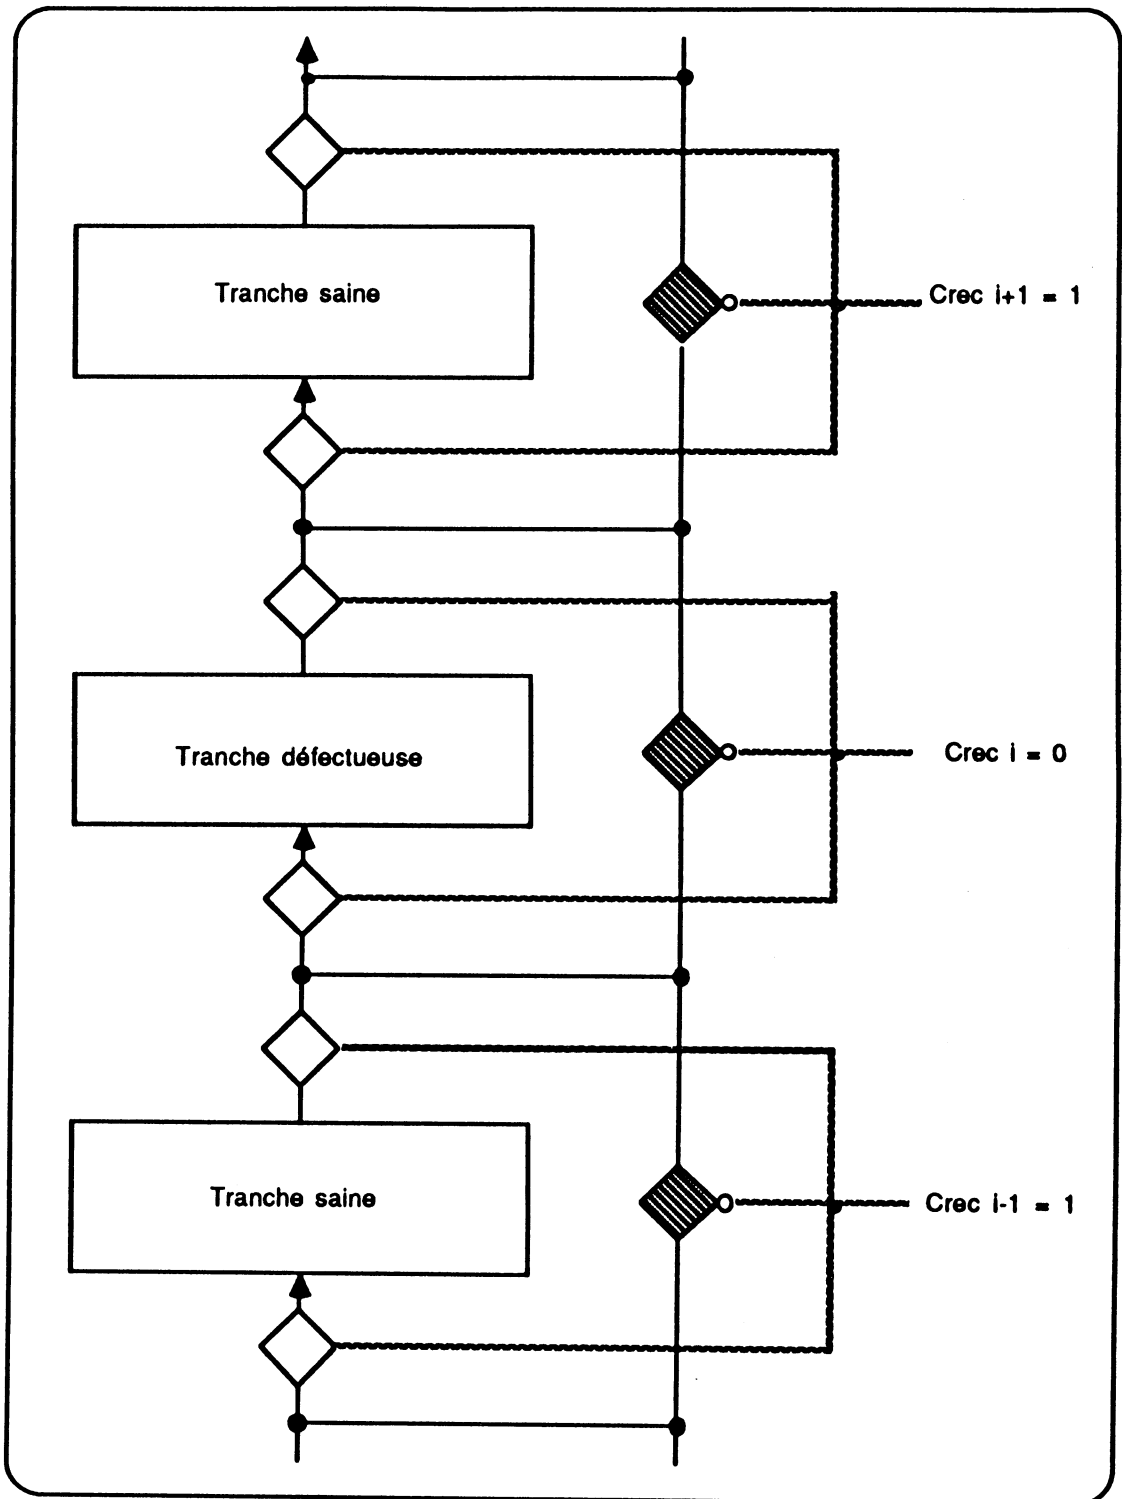 Tranche saine
Crec i+1 = 1
Tranche défectueuse
Crec i = 0
Tranche saine
Crec i-1 = 1